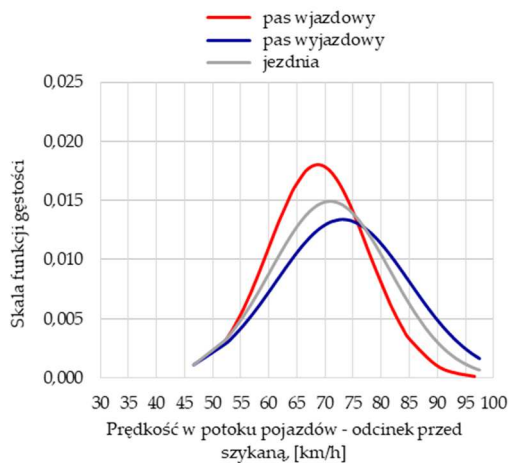 pas wjazdowy
pas wyjazdowy
jezdnia
0,025
0,020
0,015
0,010
0,005
0,000
Skala funkcji gęstości
30 35 40 45 50 55 60 65 70 75 80 85 90 95 100
Prędkość w potoku pojazdów - odcinek przed
szykaną, [km/h]